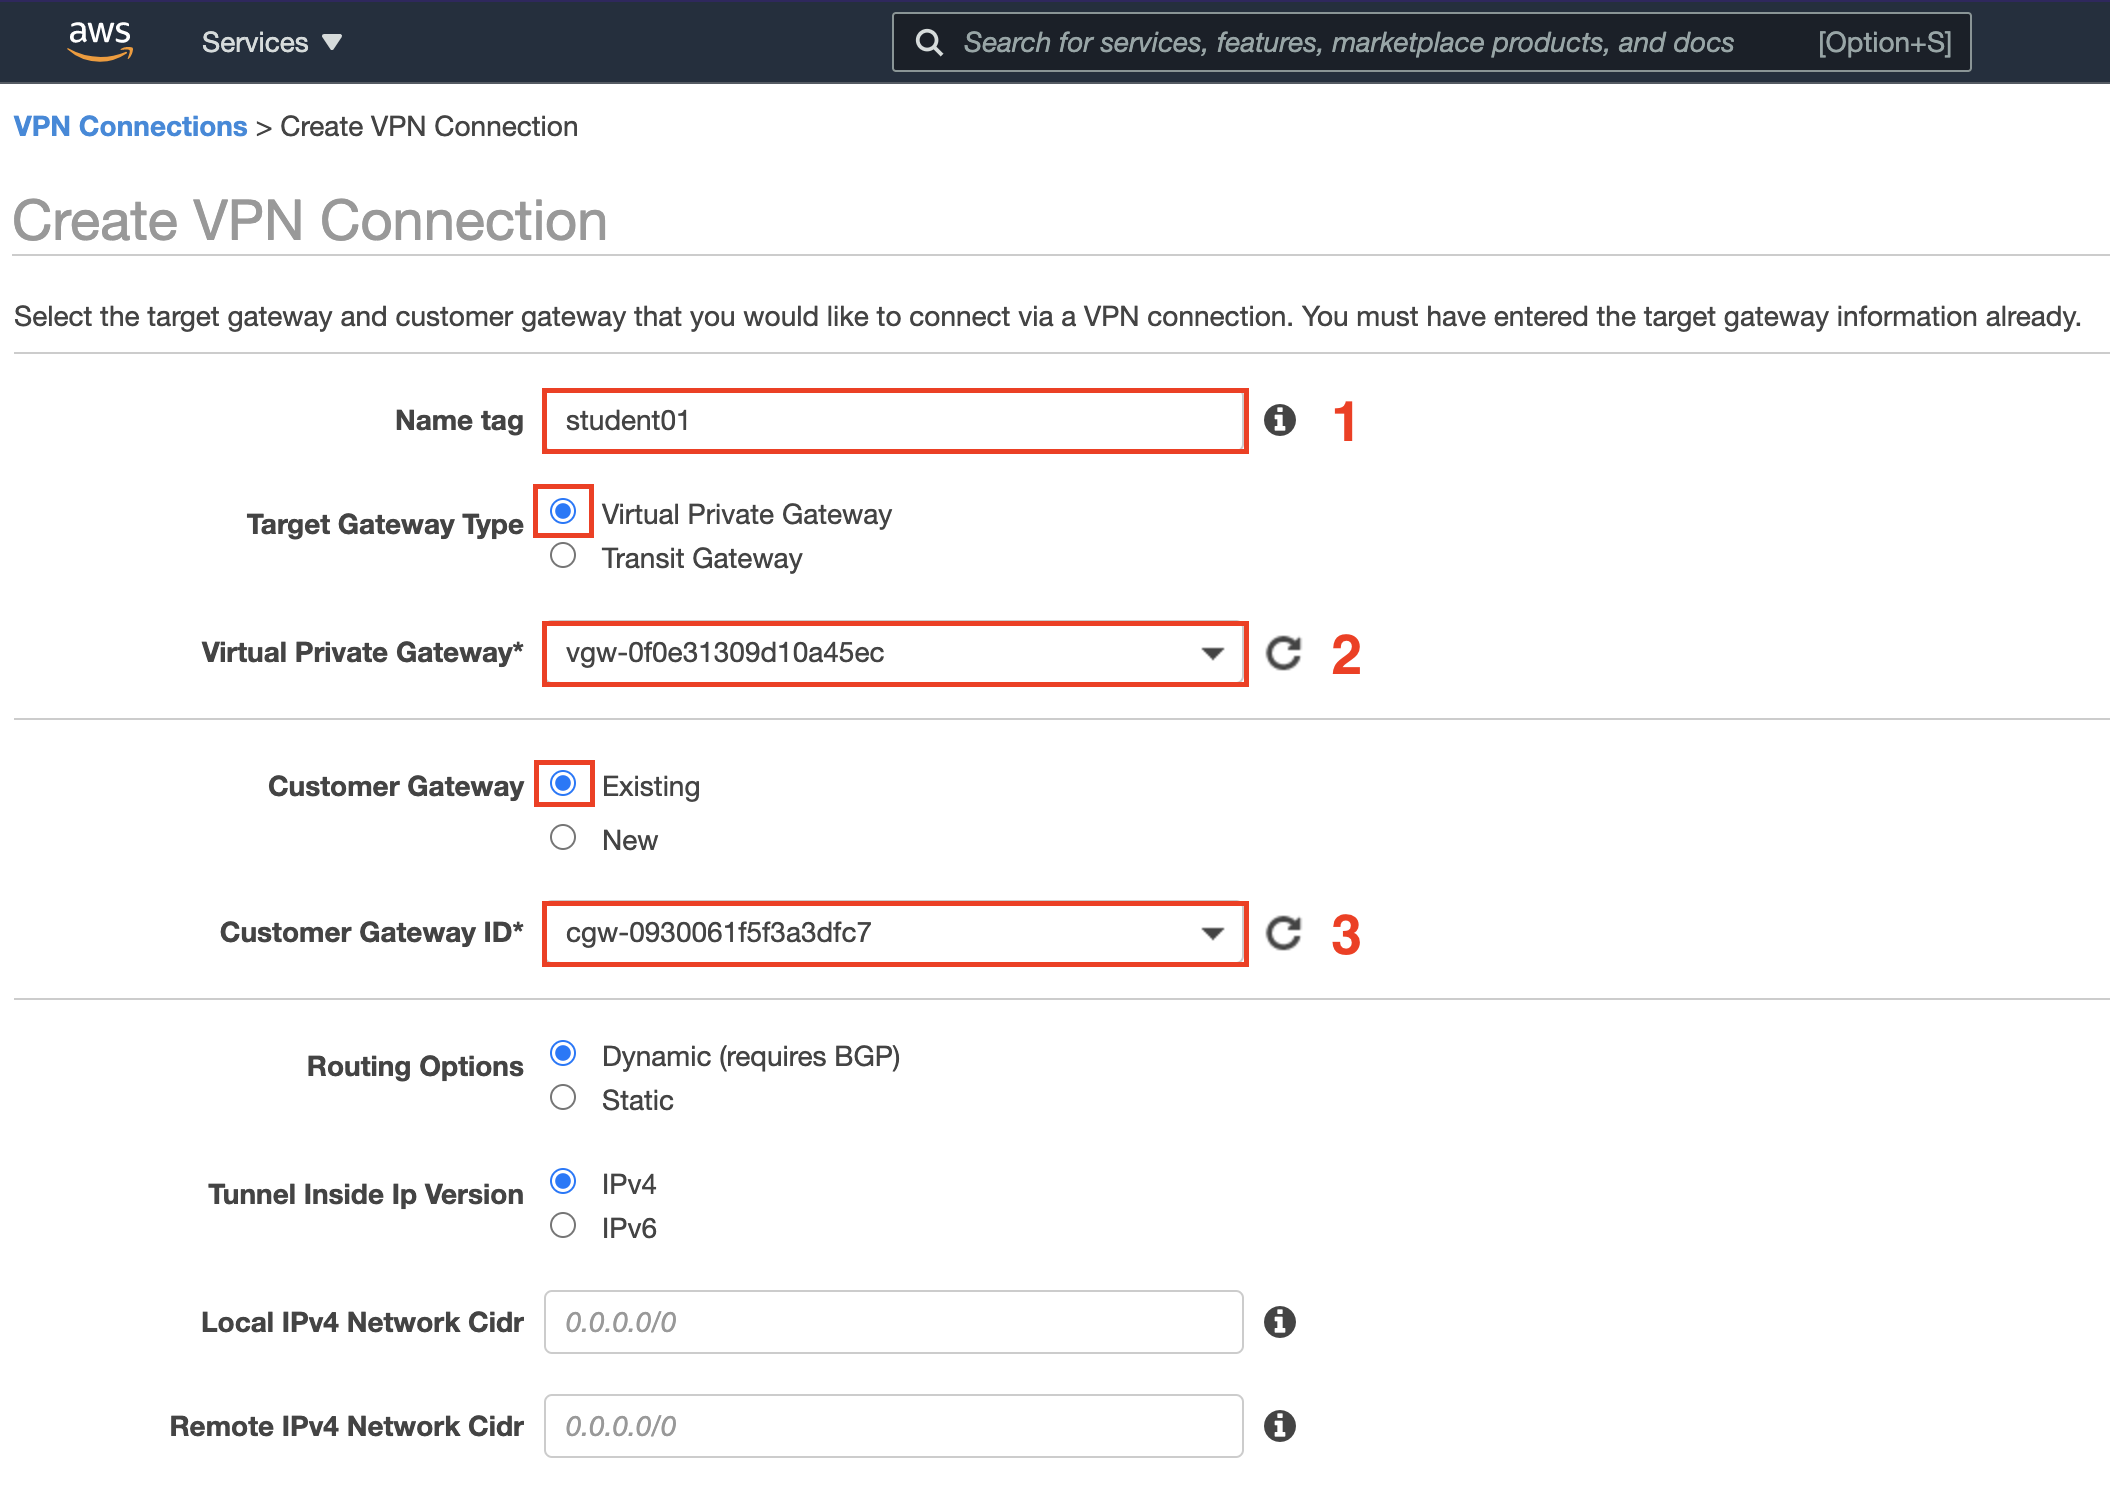 aws Services Search for services, features, marketplace products, and docs [Option+S]
VPN Connections > Create VPN Connection
Create VPN Connection
Select the target gateway and customer gateway that you would like to connect via a VPN connection. You must have entered the target gateway information already.
Name tag student01 1
Target Gateway Type Virtual Private Gateway
Transit Gateway
Virtual Private Gateway* vgw-0f0e31309d10a45ec 2
Customer Gateway Existing
New
Customer Gateway ID* cgw-0930061f5f3a3dfc7 3
Routing Options Dynamic (requires BGP)
Static
Tunnel Inside Ip Version IPv4
IPv6
Local IPv4 Network Cidr 0.0.0.0/0
Remote IPv4 Network Cidr 0.0.0.0/0